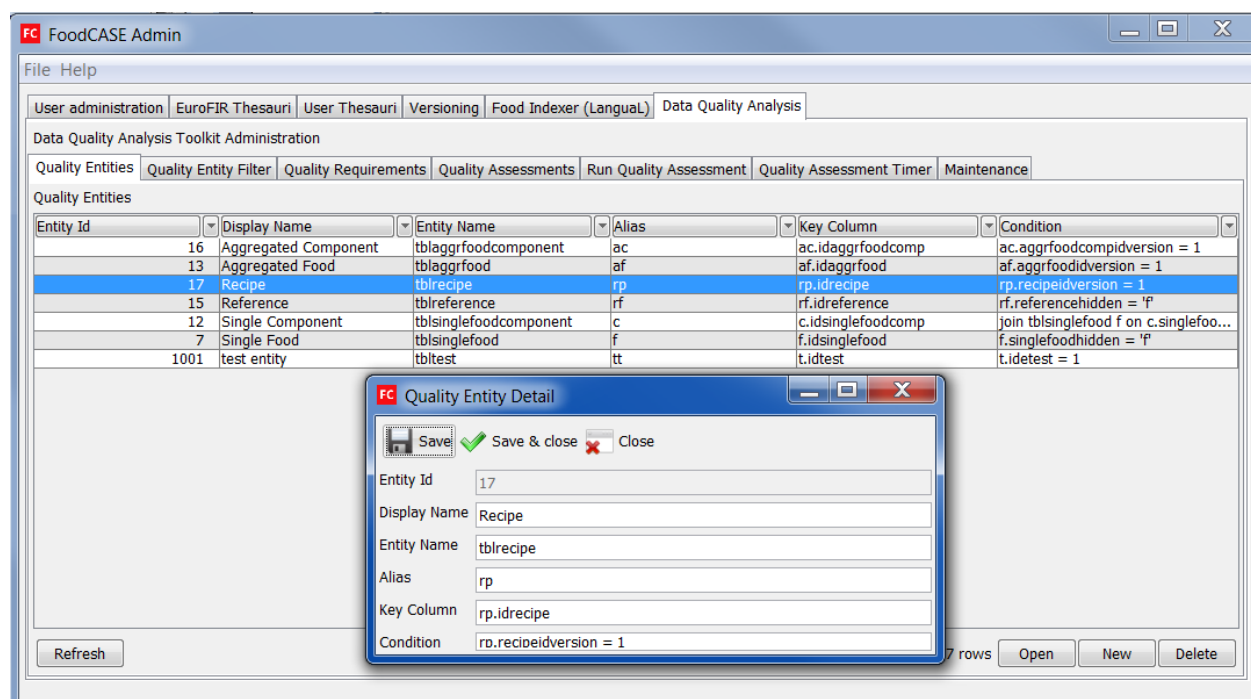 FC FoodCASE Admin
File Help
User administration EuroFIR Thesauri User Thesauri Versioning Food Indexer (LanguaL) Data Quality Analysis
Data Quality Analysis Toolkit Administration
Quality Entities Quality Entity Filter Quality Requirements Quality Assessments Run Quality Assessment Quality Assessment Timer Maintenance
Quality Entities
Entity Id Display Name Entity Name Alias Key Column Condition
16 Aggregated Component tblaggrfoodcomponent ac ac.idaggrfoodcomp ac.aggrfoodcompidversion = 1
13 Aggregated Food tblaggrfood af af.idaggrfood af.aggrfoodidversion = 1
17 Recipe tblrecipe rp rp.idrecipe rp.recipeidversion = 1
15 Reference tblreference rf rf.idreference rf.referencehidden = 'f'
12 Single Component tblsinglefoodcomponent c c.idsinglefoodcomp join tblsinglefood f on c.singlefoo...
7 Single Food tblsinglefood f f.idsinglefood f.singlefoodhidden = 'f'
1001 test entity tbltest tt t.idtest t.idetest = 1
FC Quality Entity Detail
Save Save & close Close
Entity Id 17
Display Name Recipe
Entity Name tblrecipe
Alias rp
Key Column rp.idrecipe
Condition rp.recipeidversion = 1
Refresh 7 rows Open New Delete